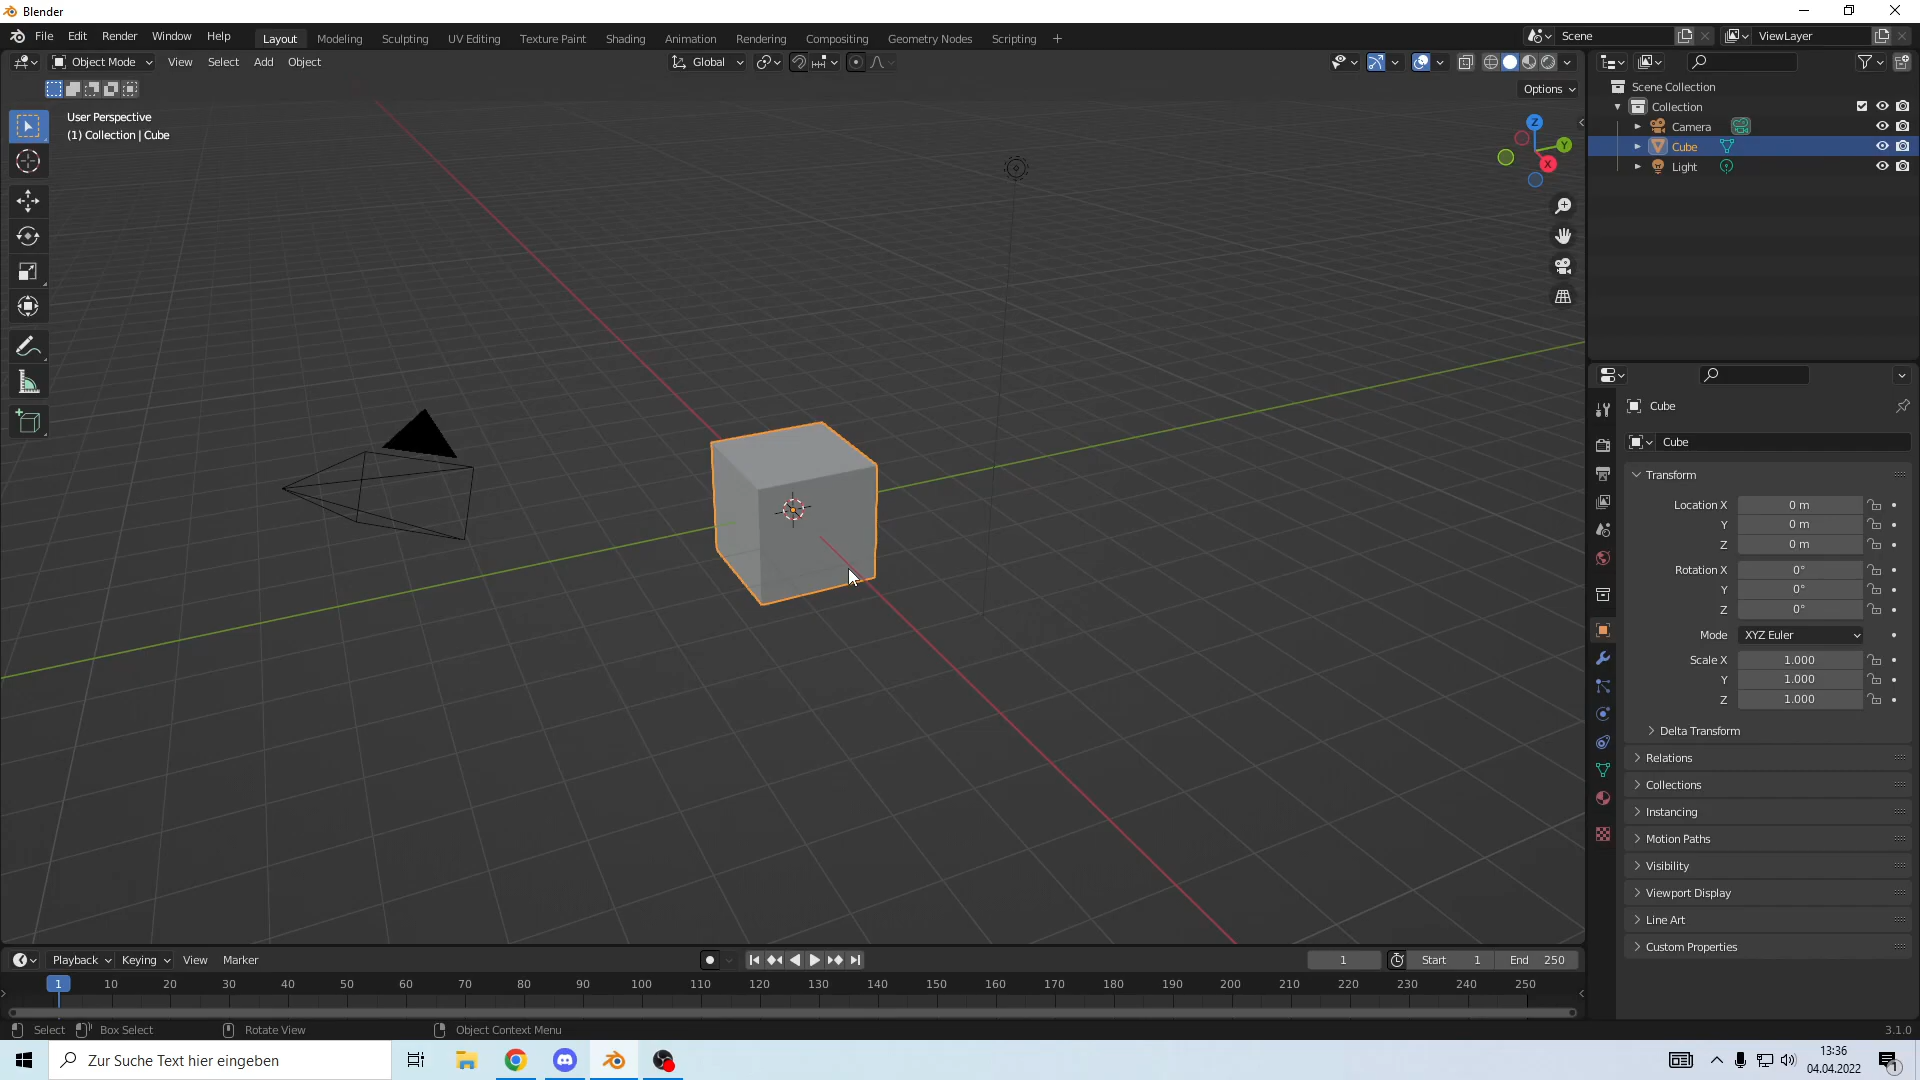 Blender
File Edit Render Window Help Layout Modeling Sculpting UV Editing Texture Paint Shading Animation Rendering Compositing Geometry Nodes Scripting + Scene ViewLayer
Object Mode View Select Add Object Global
Options
User Perspective
(1) Collection | Cube
Z
Y
X
Scene Collection
Collection
Camera
Cube
Light
Cube
Cube
Transform
Location X 0 m
Y 0 m
Z 0 m
Rotation X 0°
Y 0°
Z 0°
Mode XYZ Euler
Scale X 1.000
Y 1.000
Z 1.000
Delta Transform
Relations
Collections
Instancing
Motion Paths
Visibility
Viewport Display
Line Art
Custom Properties
Playback Keying View Marker 1 Start 1 End 250
1 10 20 30 40 50 60 70 80 90 100 110 120 130 140 150 160 170 180 190 200 210 220 230 240 250
Select Box Select Rotate View Object Context Menu 3.1.0
Zur Suche Text hier eingeben
13:36
04.04.2022
1